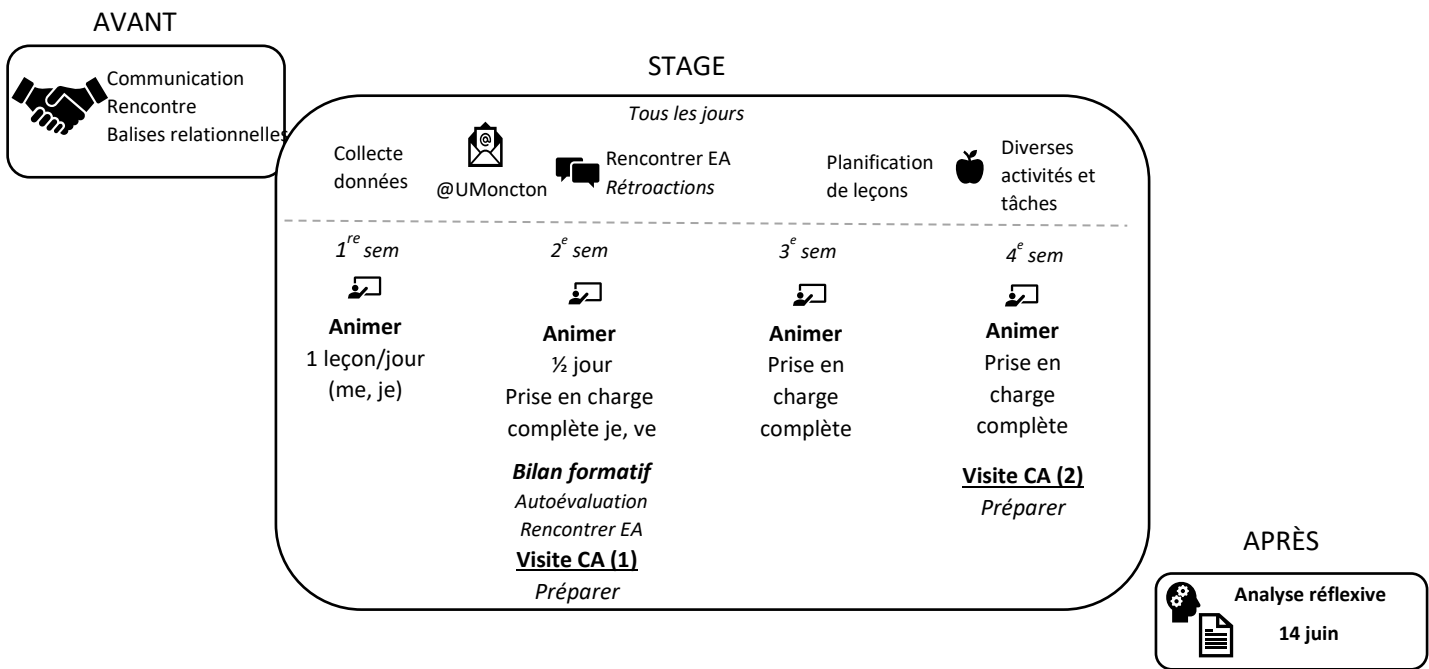 AVANT
Communication
Rencontre
Balises relationnelles
STAGE
Tous les jours
Collecte
données
@
@UMoncton
Rencontrer EA
Rétroactions
Planification
de leçons
Diverses
activités et
tâches
1re sem
Animer
1 leçon/jour
(me, je)
2e sem
Animer
½ jour
Prise en charge
complète je, ve
Bilan formatif
Autoévaluation
Rencontrer EA
Visite CA (1)
Préparer
3e sem
Animer
Prise en
charge
complète
4e sem
Animer
Prise en
charge
complète
Visite CA (2)
Préparer
APRÈS
Analyse réflexive
14 juin